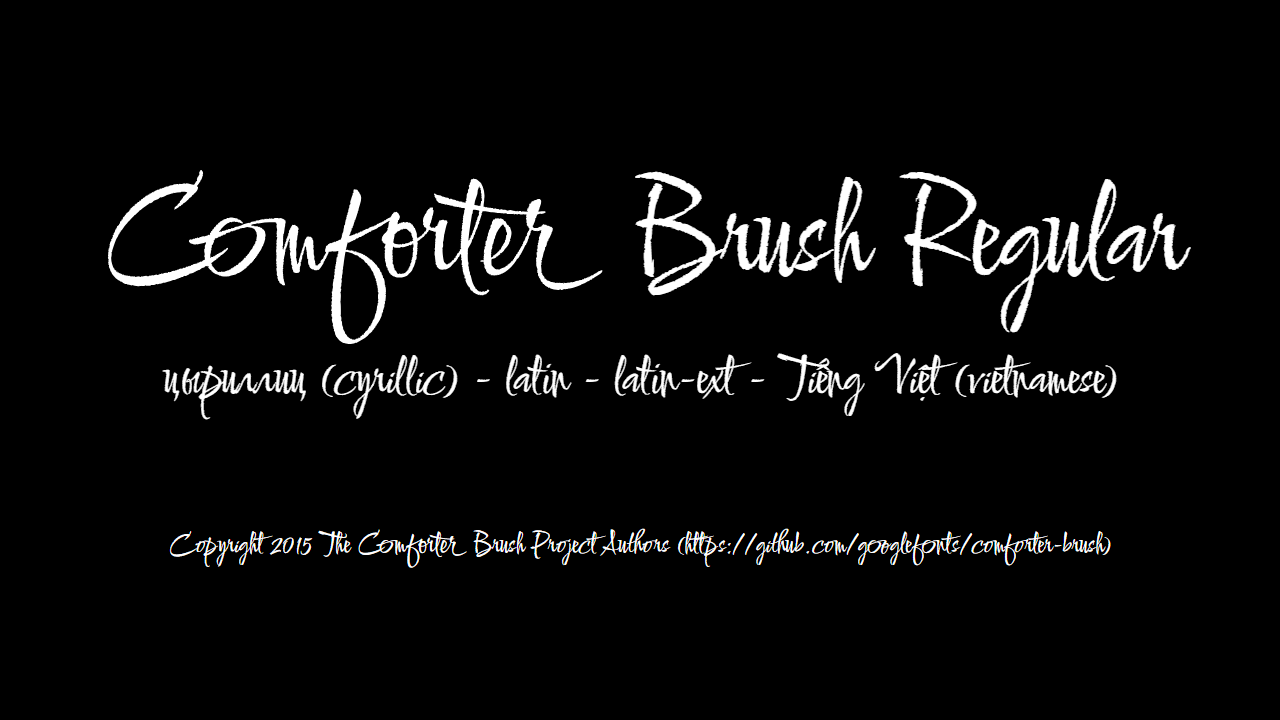 Comforter Brush Regular
цырилиц (cyrillic) - latin - latin-ext - Tiếng Việt (vietnamese)
Copyright 2015 The Comforter Brush Project Authors (https://github.com/googlefonts/comforter-brush)